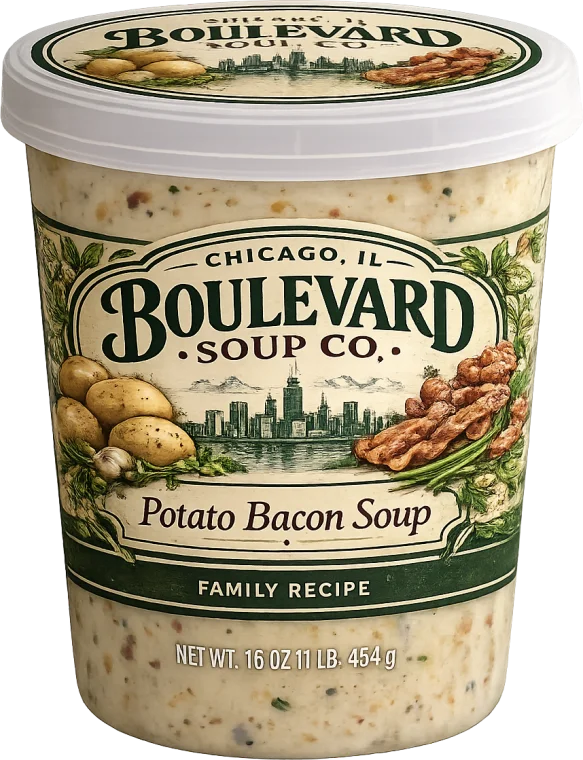 BOULEVARD
SOUP CO.
CHICAGO, IL
BOULEVARD
• SOUP CO. •
Potato Bacon Soup
FAMILY RECIPE
NET WT. 16 OZ 11 LB. 454 g